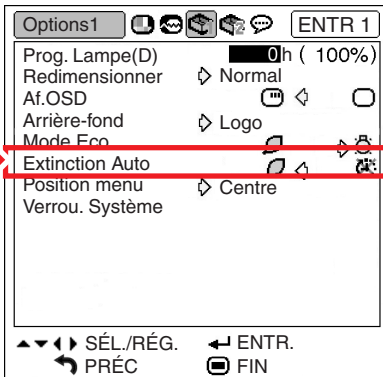 Options1 ENTR 1
Prog. Lampe(D) 0h ( 100%)
Redimensionner Normal
Af.OSD
Arrière-fond Logo
Mode Eco
Extinction Auto
Position menu Centre
Verrou. Système
SÉL./RÉG. ENTR.
PRÉC FIN